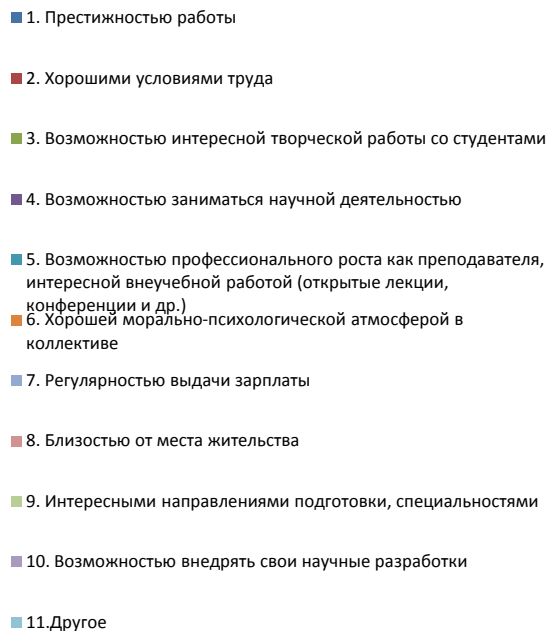 1. Престижностью работы
2. Хорошими условиями труда
3. Возможностью интересной творческой работы со студентами
4. Возможностью заниматься научной деятельностью
5. Возможностью профессионального роста как преподавателя,
интересной внеучебной работой (открытые лекции,
конференции и др.)
6. Хорошей морально-психологической атмосферой в
коллективе
7. Регулярностью выдачи зарплаты
8. Близостью от места жительства
9. Интересными направлениями подготовки, специальностями
10. Возможностью внедрять свои научные разработки
11.Другое